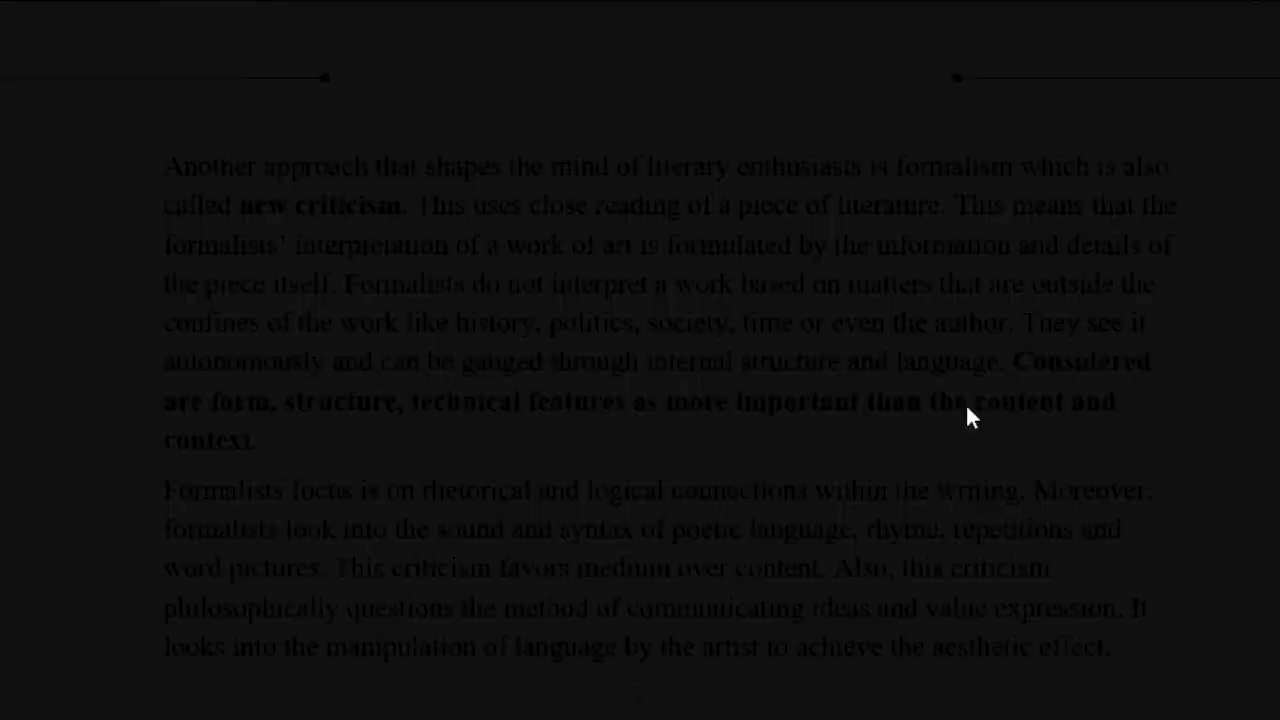 Another approach that shapes the mind of literary enthusiasts is formalism which is also
called new criticism. This uses close reading of a piece of literature. This means that the
formalists' interpretation of a work of art is formulated by the information and details of
the piece itself. Formalists do not interpret a work based on matters that are outside the
confines of the work like history, politics, society, time or even the author. They see it
autonomously and can be gauged through internal structure and language. Considered
are form, structure, technical features as more important than the content and
context.
Formalists focus is on rhetorical and logical connections within the writing. Moreover,
formalists look into the sound and syntax of poetic language, rhyme, repetitions and
word pictures. This criticism favors medium over content. Also, this criticism
philosophically questions the method of communicating ideas and value expression. It
looks into the manipulation of language by the artist to achieve the aesthetic effect.